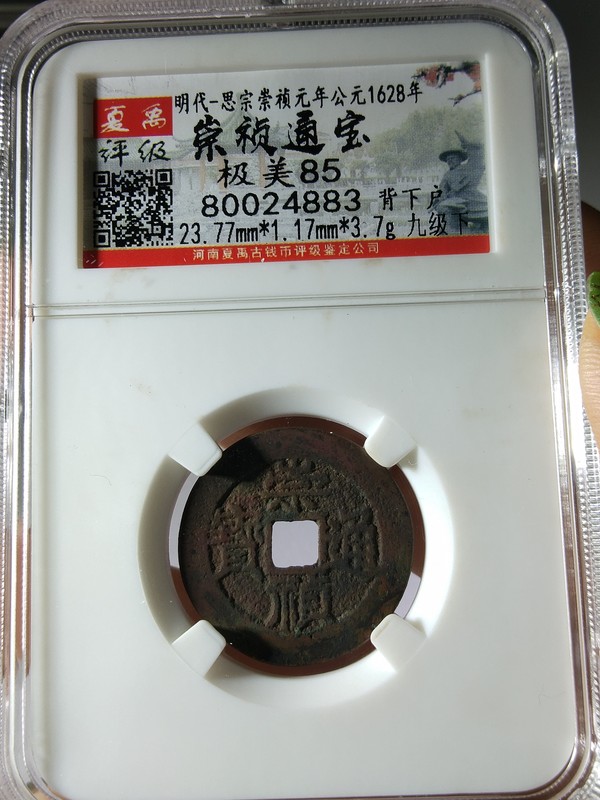 夏禹
评级
明代-思宗崇祯元年公元1628年
崇祯通宝
极美85
80024883 背下户
23.77mm*1.17mm*3.7g 九级下
河南夏禹古钱币评级鉴定公司
崇禎通寳